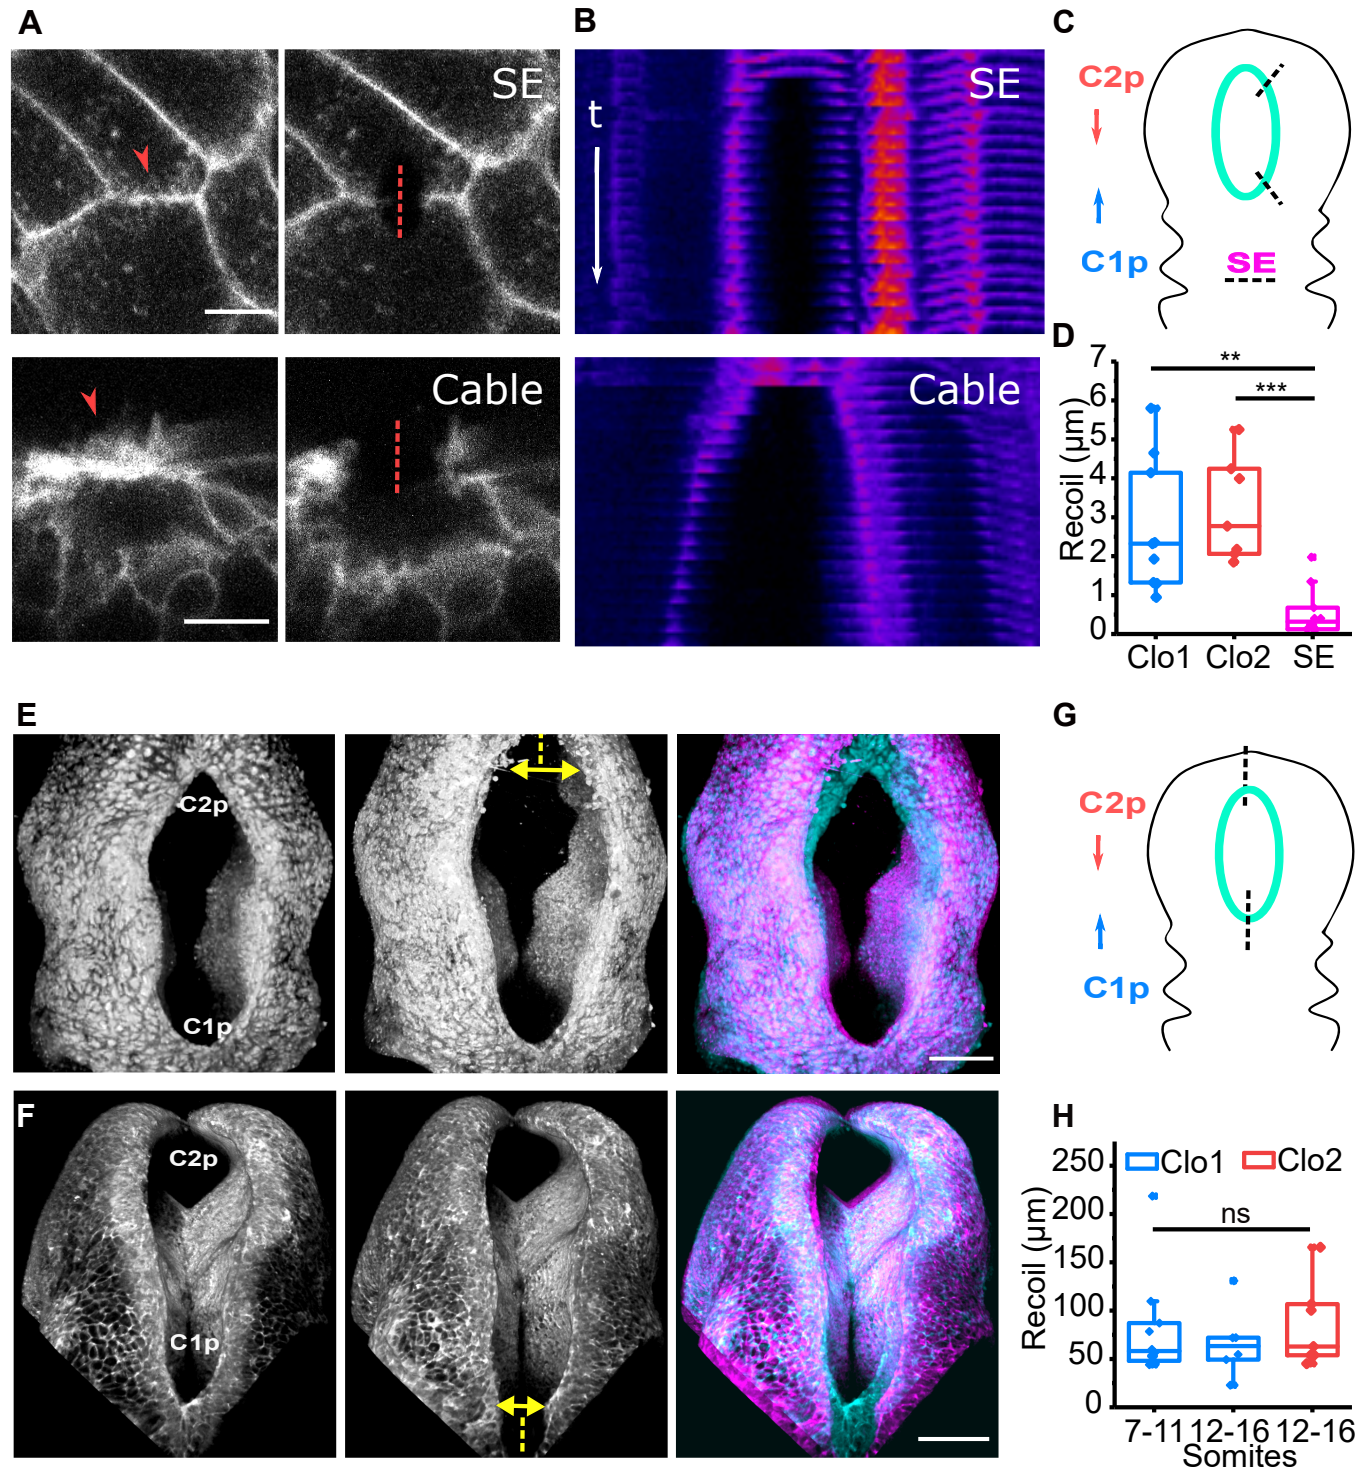 A
SE
Cable
B
t
SE
Cable
C
C2p
C1p
SE
D
Recoil (µm)
7
6
5
4
3
2
1
0
**
***
Clo1 Clo2 SE
E
C2p
C1p
F
C2p
C1p
G
C2p
C1p
H
Recoil (µm)
250
200
150
100
50
0
Clo1 Clo2
ns
7-11 12-16 12-16
Somites